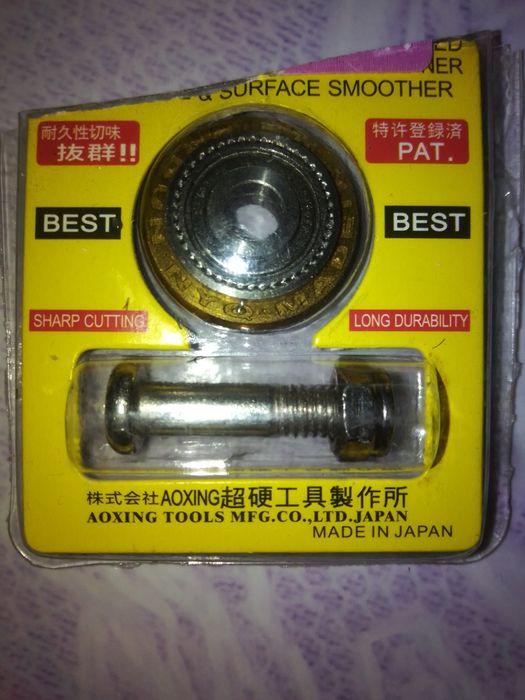 ED
NER
& SURFACE SMOOTHER
耐久性切味
抜群!!
特许登録済
PAT.
BEST
BEST
SHARP CUTTING
LONG DURABILITY
株式会社AOXING超硬工具製作所
AOXING TOOLS MFG.CO.,LTD.JAPAN
MADE IN JAPAN